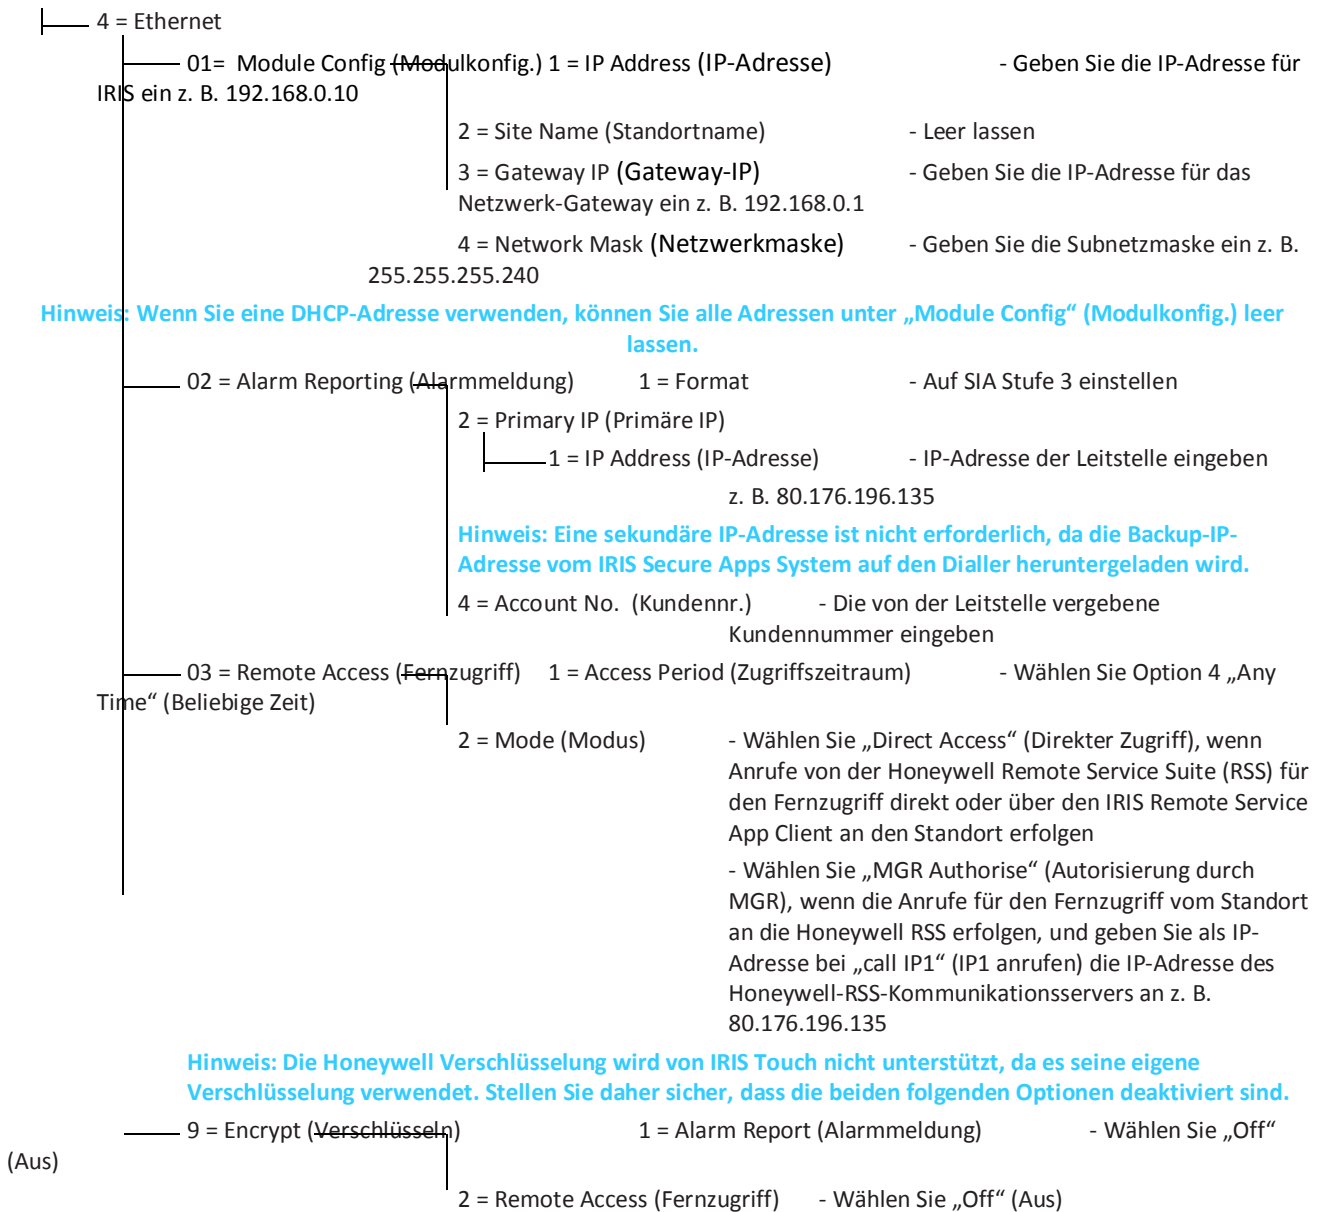 4 = Ethernet
01= Module Config (Modulkonfig.) 1 = IP Address (IP-Adresse) - Geben Sie die IP-Adresse für
IRIS ein z. B. 192.168.0.10
2 = Site Name (Standortname) - Leer lassen
3 = Gateway IP (Gateway-IP) - Geben Sie die IP-Adresse für das
Netzwerk-Gateway ein z. B. 192.168.0.1
4 = Network Mask (Netzwerkmaske) - Geben Sie die Subnetzmaske ein z. B.
255.255.255.240
Hinweis: Wenn Sie eine DHCP-Adresse verwenden, können Sie alle Adressen unter „Module Config“ (Modulkonfig.) leer
lassen.
02 = Alarm Reporting (Alarmmeldung) 1 = Format - Auf SIA Stufe 3 einstellen
2 = Primary IP (Primäre IP)
1 = IP Address (IP-Adresse) - IP-Adresse der Leitstelle eingeben
z. B. 80.176.196.135
Hinweis: Eine sekundäre IP-Adresse ist nicht erforderlich, da die Backup-IP-
Adresse vom IRIS Secure Apps System auf den Dialler heruntergeladen wird.
4 = Account No. (Kundennr.) - Die von der Leitstelle vergebene
Kundennummer eingeben
03 = Remote Access (Fernzugriff) 1 = Access Period (Zugriffszeitraum) - Wählen Sie Option 4 „Any
Time“ (Beliebige Zeit)
2 = Mode (Modus) - Wählen Sie „Direct Access“ (Direkter Zugriff), wenn
Anrufe von der Honeywell Remote Service Suite (RSS) für
den Fernzugriff direkt oder über den IRIS Remote Service
App Client an den Standort erfolgen
- Wählen Sie „MGR Authorise“ (Autorisierung durch
MGR), wenn die Anrufe für den Fernzugriff vom Standort
an die Honeywell RSS erfolgen, und geben Sie als IP-
Adresse bei „call IP1“ (IP1 anrufen) die IP-Adresse des
Honeywell-RSS-Kommunikationsservers an z. B.
80.176.196.135
Hinweis: Die Honeywell Verschlüsselung wird von IRIS Touch nicht unterstützt, da es seine eigene
Verschlüsselung verwendet. Stellen Sie daher sicher, dass die beiden folgenden Optionen deaktiviert sind.
9 = Encrypt (Verschlüsseln) 1 = Alarm Report (Alarmmeldung) - Wählen Sie „Off“
(Aus)
2 = Remote Access (Fernzugriff) - Wählen Sie „Off“ (Aus)